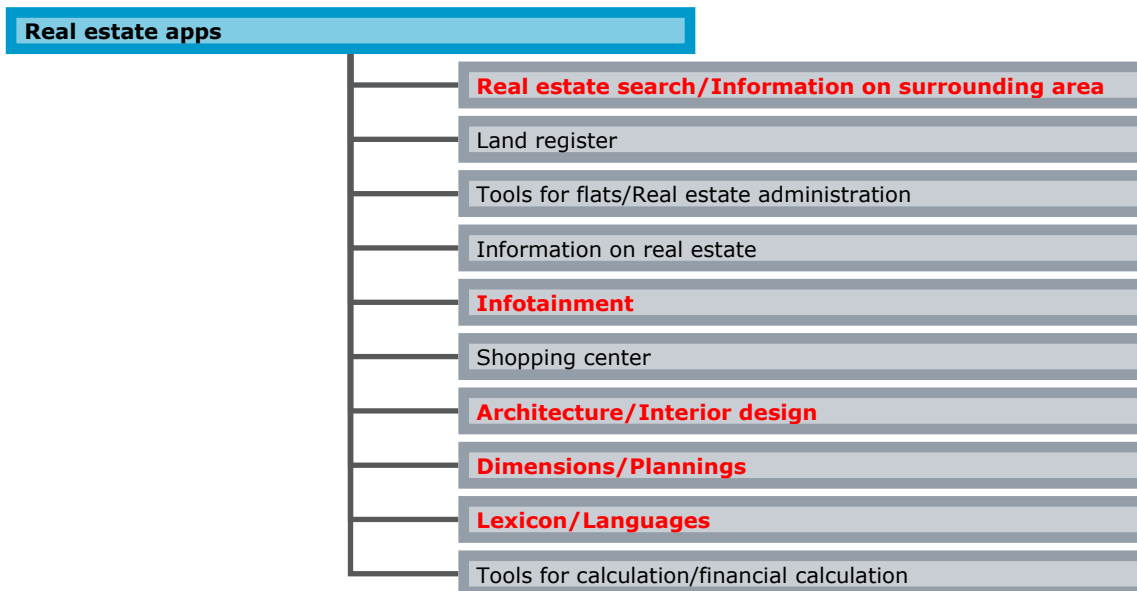 Real estate apps
Real estate search/Information on surrounding area
Land register
Tools for flats/Real estate administration
Information on real estate
Infotainment
Shopping center
Architecture/Interior design
Dimensions/Plannings
Lexicon/Languages
Tools for calculation/financial calculation